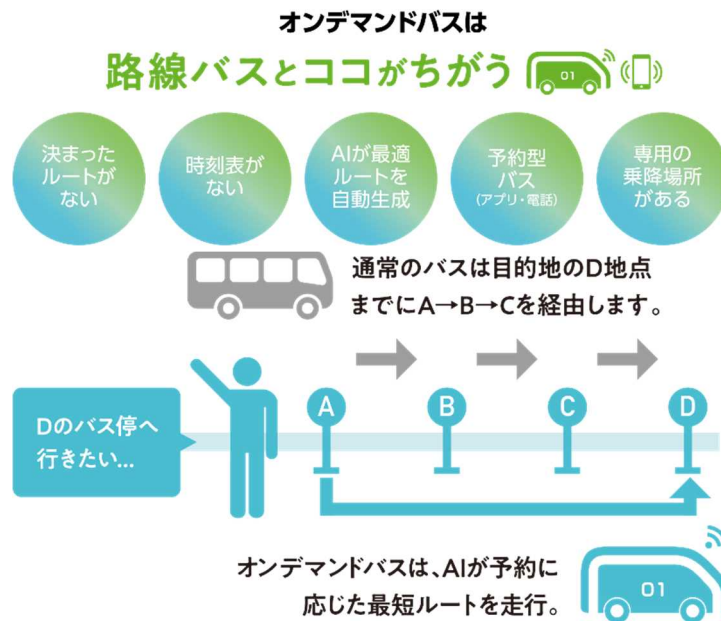 オンデマンドバスは
路線バスとココがちがう
01
決まった
ルートが
ない
時刻表が
ない
AIが最適
ルートを
自動生成
予約型
バス
(アプリ・電話)
専用の
乗降場所
がある
通常のバスは目的地のD地点
までにA→B→Cを経由します。
Dのバス停へ
行きたい...
A
B
C
D
オンデマンドバスは、AIが予約に
応じた最短ルートを走行。
01